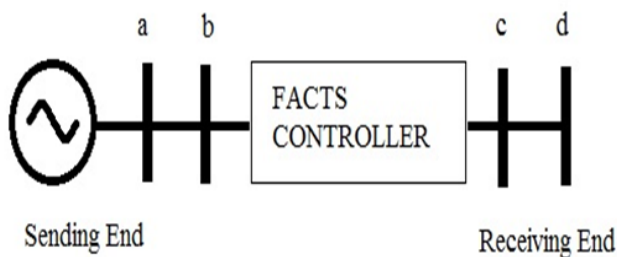 a b c d
FACTS
CONTROLLER
Sending End Receiving End